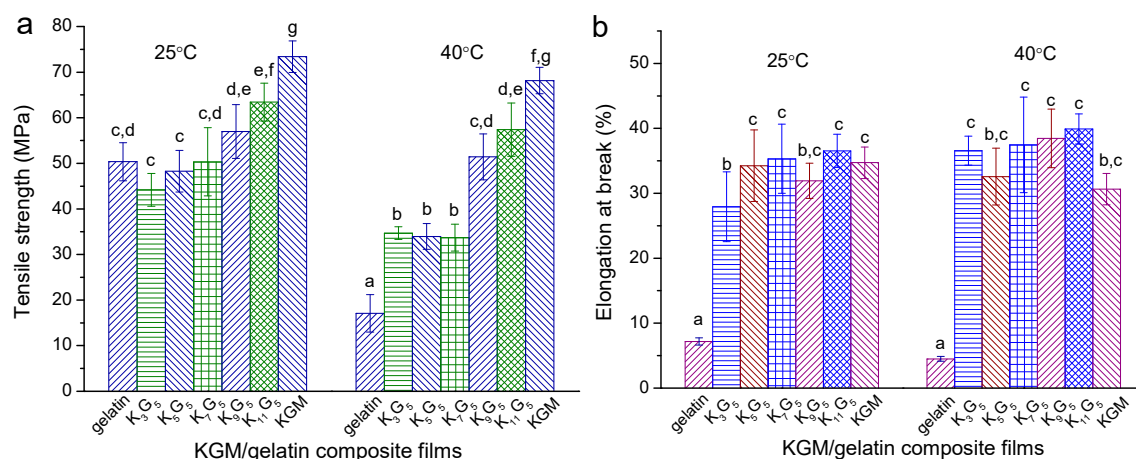 a
80
70
60
50
40
30
20
10
0
Tensile strength (MPa)
25°C
40°C
c,d
c
c
c,d
d,e
e,f
g
a
b
b
b
c,d
d,e
f,g
gelatin
K3G5
K5G5
K7G5
K9G5
K11G5
KGM
gelatin
K3G5
K5G5
K7G5
K9G5
K11G5
KGM
KGM/gelatin composite films
b
50
40
30
20
10
0
Elongation at break (%)
25°C
40°C
a
b
c
c
b,c
c
c
a
c
b,c
c
c
c
b,c
gelatin
K3G5
K5G5
K7G5
K9G5
K11G5
KGM
gelatin
K3G5
K5G5
K7G5
K9G5
K11G5
KGM
KGM/gelatin composite films